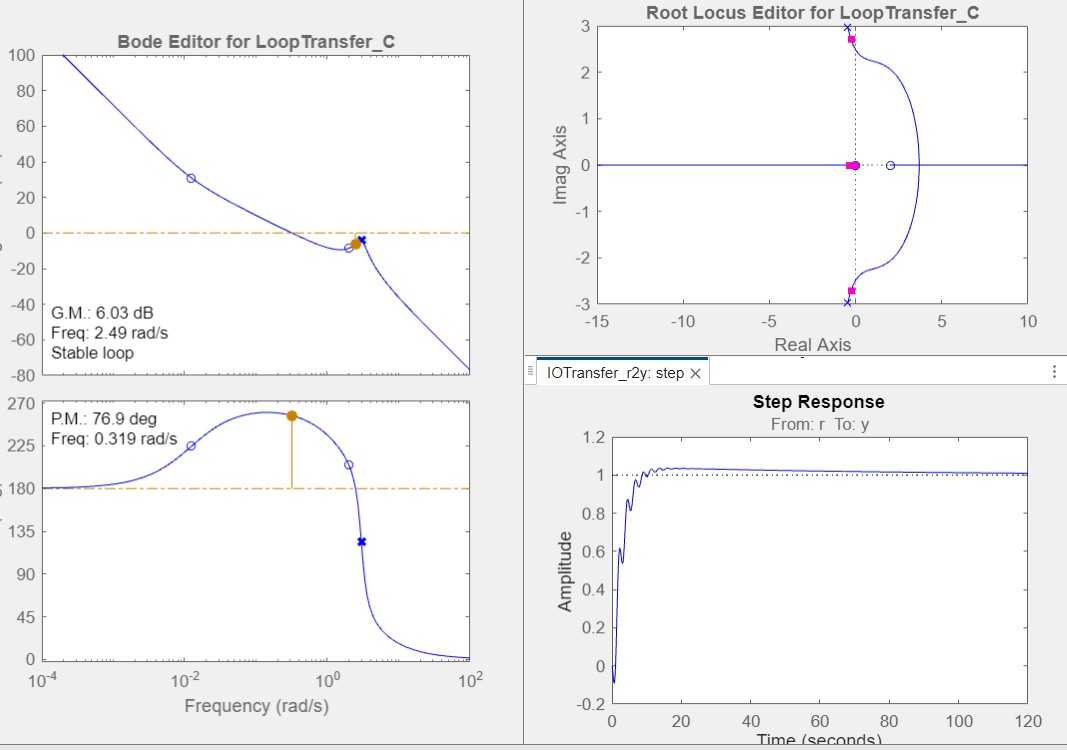 Bode Editor for LoopTransfer_C
100
80
60
40
20
0
-20
-40
-60
-80
G.M.: 6.03 dB
Freq: 2.49 rad/s
Stable loop
270
225
180
135
90
45
0
P.M.: 76.9 deg
Freq: 0.319 rad/s
10-4 10-2 100 102
Frequency (rad/s)
Root Locus Editor for LoopTransfer_C
3
2
1
0
-1
-2
-3
Imag Axis
-15 -10 -5 0 5 10
Real Axis
IOTransfer_r2y: step
Step Response
From: r To: y
1.2
1
0.8
0.6
0.4
0.2
0
-0.2
Amplitude
0 20 40 60 80 100 120
Time (seconds)